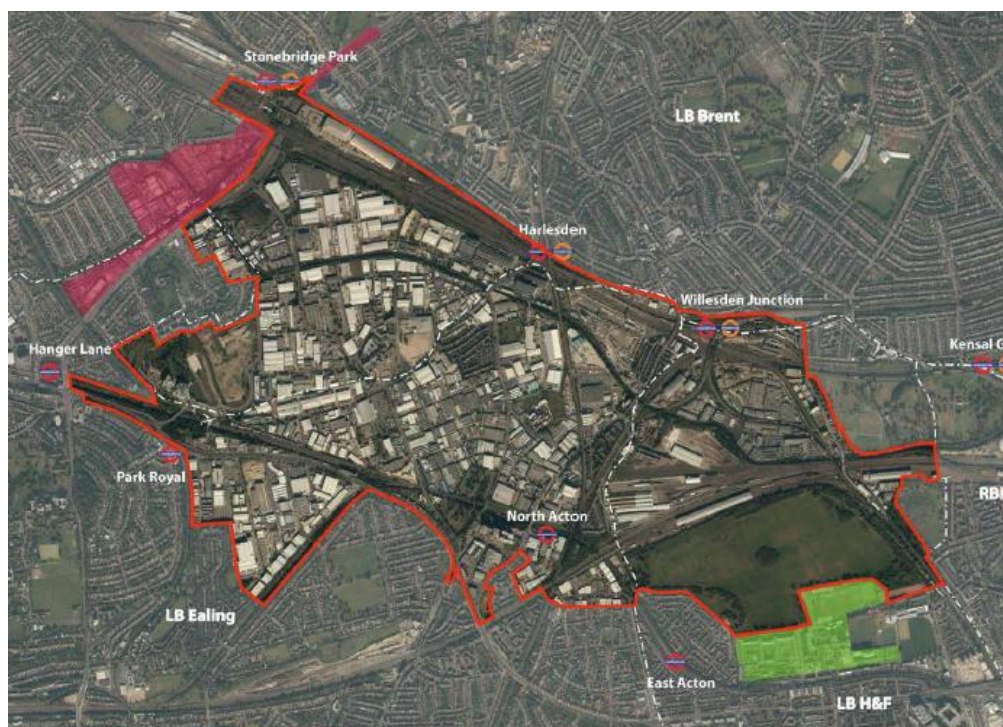 Stonebridge Park
LB Brent
Harlesden
Willesden Junction
Hanger Lane
Kensal G
Park Royal
RB
North Acton
LB Ealing
East Acton
LB H&F